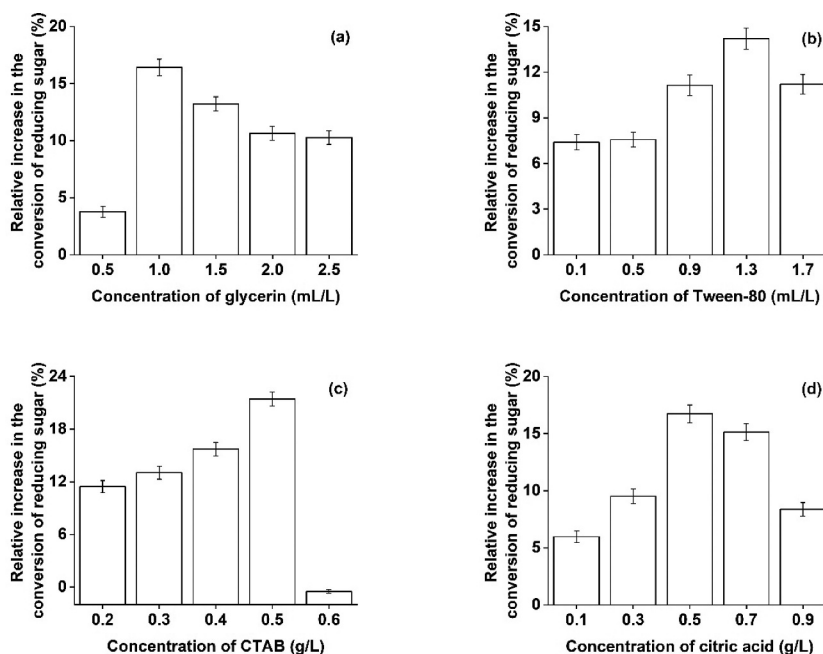 (a)
Relative increase in the
conversion of reducing sugar (%)
20
15
10
5
0
0.5 1.0 1.5 2.0 2.5
Concentration of glycerin (mL/L)
(b)
Relative increase in the
conversion of reducing sugar (%)
15
12
9
6
3
0
0.1 0.5 0.9 1.3 1.7
Concentration of Tween-80 (mL/L)
(c)
Relative increase in the
conversion of reducing sugar (%)
24
18
12
6
0
0.2 0.3 0.4 0.5 0.6
Concentration of CTAB (g/L)
(d)
Relative increase in the
conversion of reducing sugar (%)
20
15
10
5
0
0.1 0.3 0.5 0.7 0.9
Concentration of citric acid (g/L)